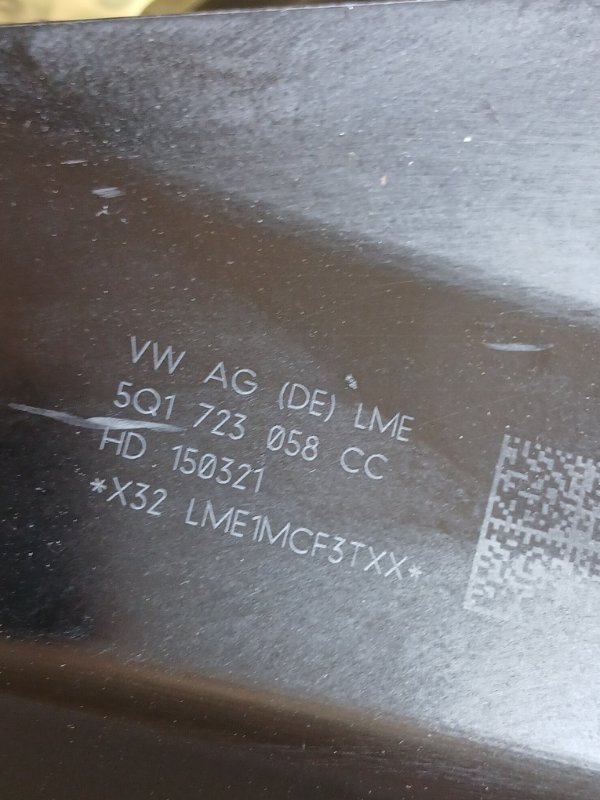 VW AG (DE) LME
5Q1 723 058 CC
HD 150321
*X32 LME1MCF3TXX*